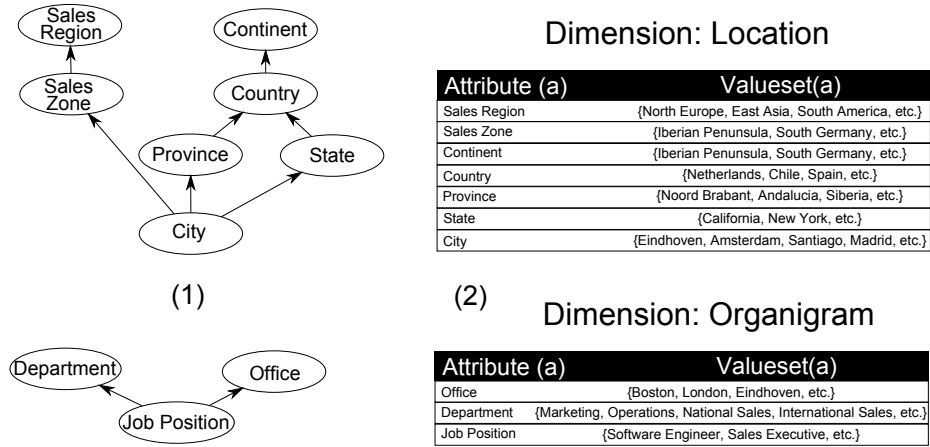 Sales
Region
Continent
Sales
Zone
Country
Province
State
City
(1)
Department
Office
Job Position
Dimension: Location
Attribute (a) Valueset(a)
Sales Region {North Europe, East Asia, South America, etc.}
Sales Zone {Iberian Penunsula, South Germany, etc.}
Continent {Iberian Penunsula, South Germany, etc.}
Country {Netherlands, Chile, Spain, etc.}
Province {Noord Brabant, Andalucia, Siberia, etc.}
State {California, New York, etc.}
City {Eindhoven, Amsterdam, Santiago, Madrid, etc.}
(2)
Dimension: Organigram
Attribute (a) Valueset(a)
Office {Boston, London, Eindhoven, etc.}
Department {Marketing, Operations, National Sales, International Sales, etc.}
Job Position {Software Engineer, Sales Executive, etc.}